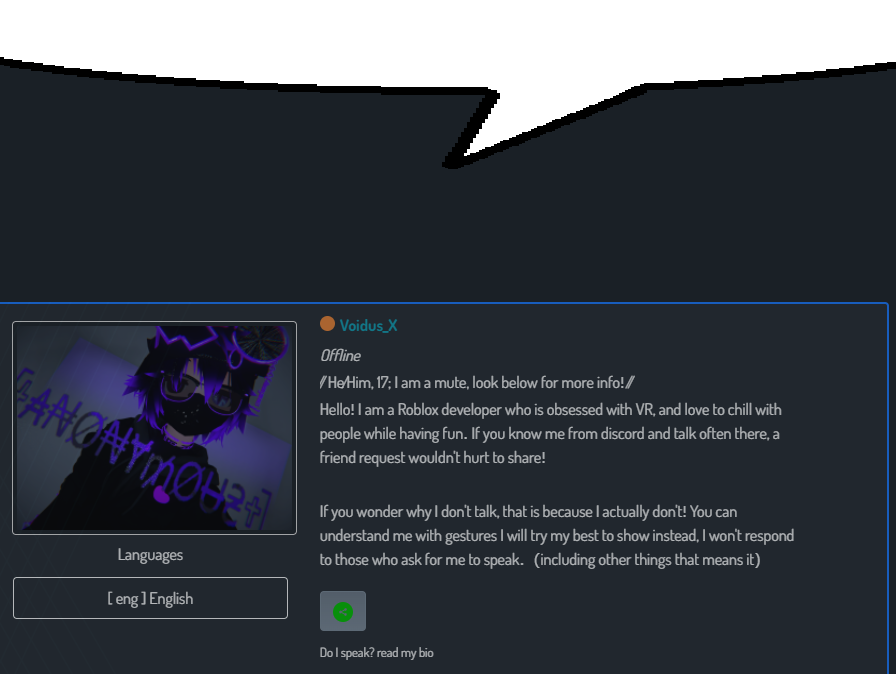 Voidus_X
Offline
// He/Him, 17; I am a mute, look below for more info! //
Hello! I am a Roblox developer who is obsessed with VR, and love to chill with
people while having fun. If you know me from discord and talk often there, a
friend request wouldn't hurt to share!
If you wonder why I don't talk, that is because I actually don't! You can
understand me with gestures I will try my best to show instead, I won't respond
to those who ask for me to speak. (including other things that means it)
Do I speak? read my bio
Languages
[ eng ] English